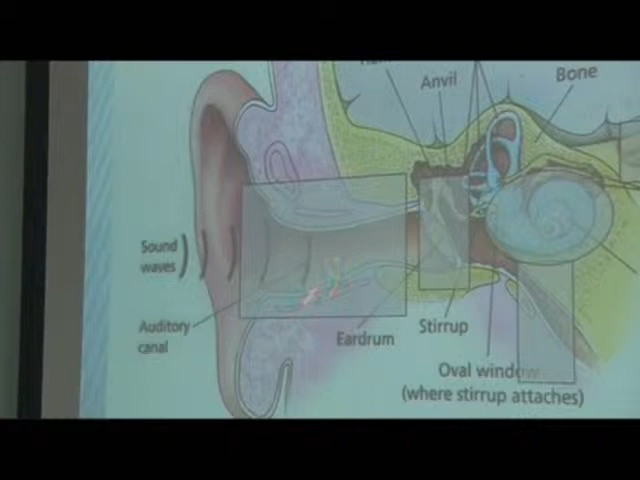 Anvil
Bone
Sound
waves
Auditory
canal
Eardrum
Stirrup
Oval window
(where stirrup attaches)